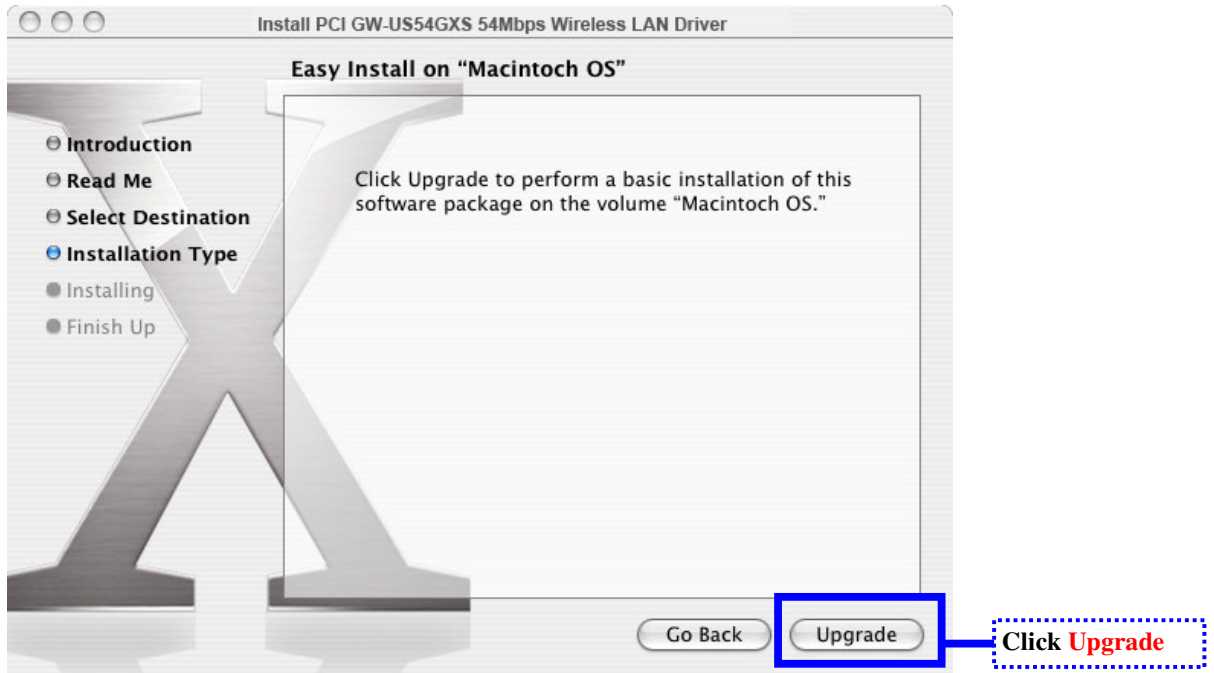 Install PCI GW-US54GXS 54Mbps Wireless LAN Driver
Easy Install on “Macintoch OS”
Introduction
Read Me
Select Destination
Installation Type
Installing
Finish Up
Click Upgrade to perform a basic installation of this
software package on the volume “Macintoch OS.”
Go Back
Upgrade
Click Upgrade